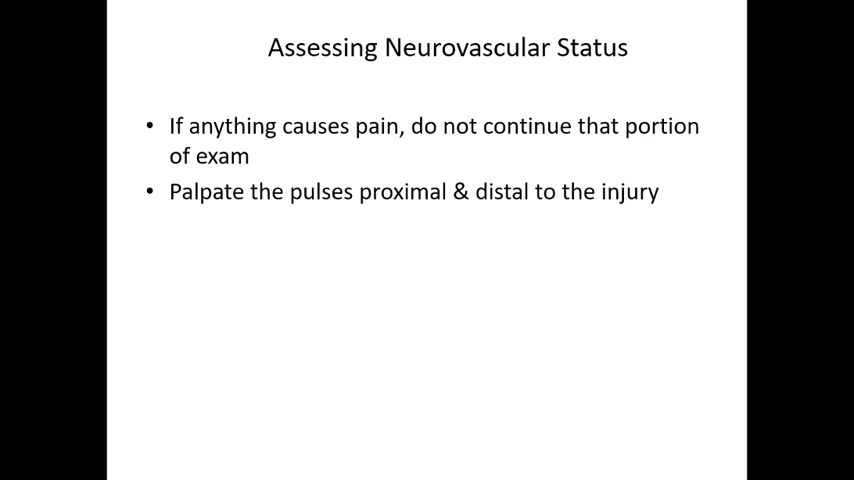 Assessing Neurovascular Status
• If anything causes pain, do not continue that portion
of exam
• Palpate the pulses proximal & distal to the injury